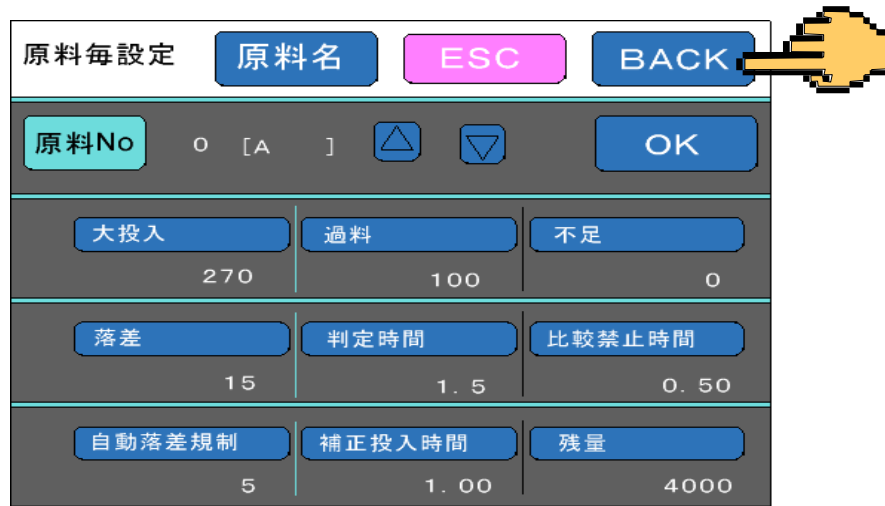 原料毎設定 原料名 ESC BACK
原料No 0 [A ] △ ▽ OK
大投入 過料 不足
270 100 0
落差 判定時間 比較禁止時間
15 1.5 0.50
自動落差規制 補正投入時間 残量
5 1.00 4000